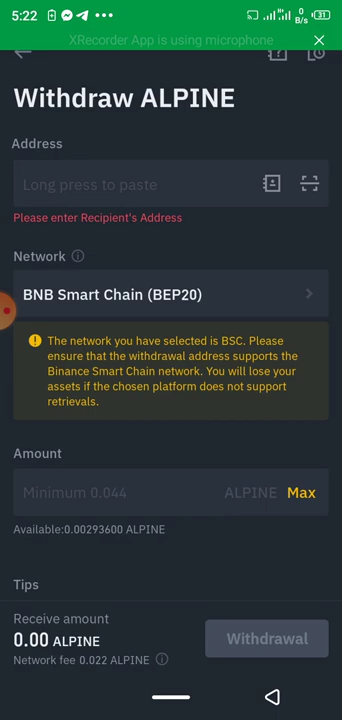 5:22
0
B/s
31
XRecorder App is using microphone
Withdraw ALPINE
Address
Long press to paste
Please enter Recipient's Address
Network
BNB Smart Chain (BEP20)
The network you have selected is BSC. Please
ensure that the withdrawal address supports the
Binance Smart Chain network. You will lose your
assets if the chosen platform does not support
retrievals.
Amount
Minimum 0.044 ALPINE Max
Available:0.00293600 ALPINE
Tips
Receive amount
0.00 ALPINE
Withdrawal
Network fee 0.022 ALPINE